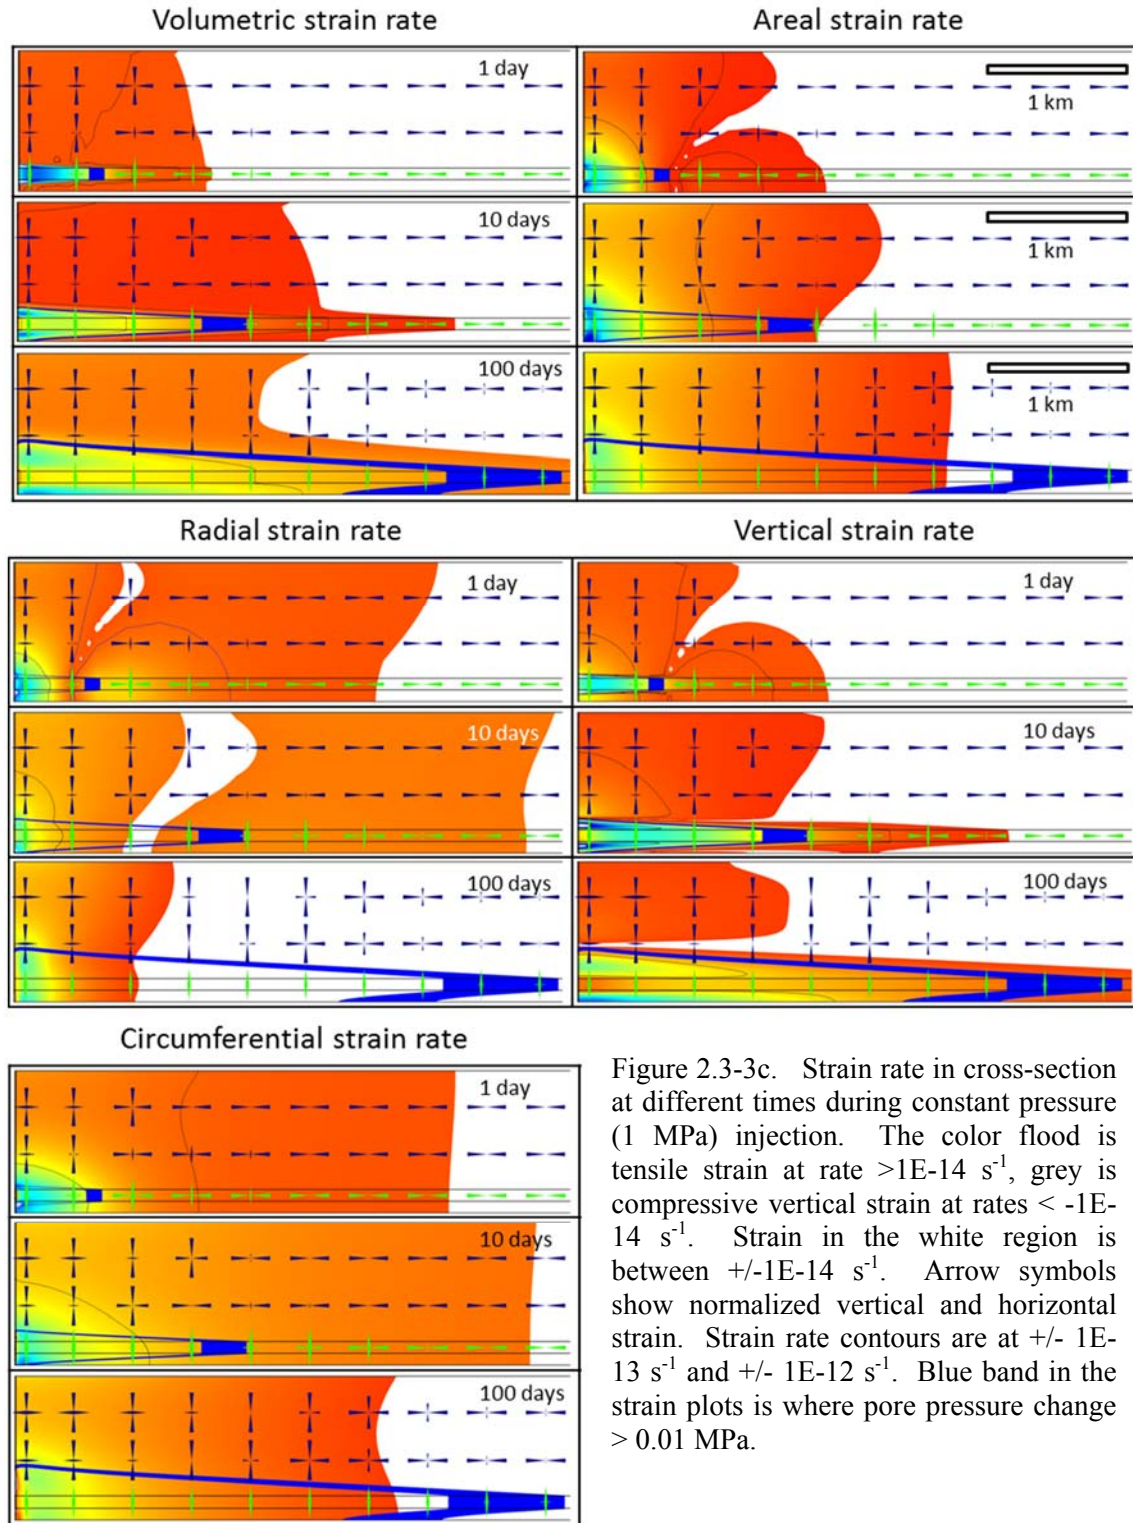 Volumetric strain rate
Areal strain rate
1 day
1 km
10 days
1 km
100 days
1 km
Radial strain rate
Vertical strain rate
1 day
1 day
10 days
10 days
100 days
100 days
Circumferential strain rate
1 day
10 days
100 days
Figure 2.3-3c. Strain rate in cross-section
at different times during constant pressure
(1 MPa) injection. The color flood is
tensile strain at rate >1E-14 s⁻¹, grey is
compressive vertical strain at rates < -1E-
14 s⁻¹. Strain in the white region is
between +/-1E-14 s⁻¹. Arrow symbols
show normalized vertical and horizontal
strain. Strain rate contours are at +/- 1E-
13 s⁻¹ and +/- 1E-12 s⁻¹. Blue band in the
strain plots is where pore pressure change
> 0.01 MPa.